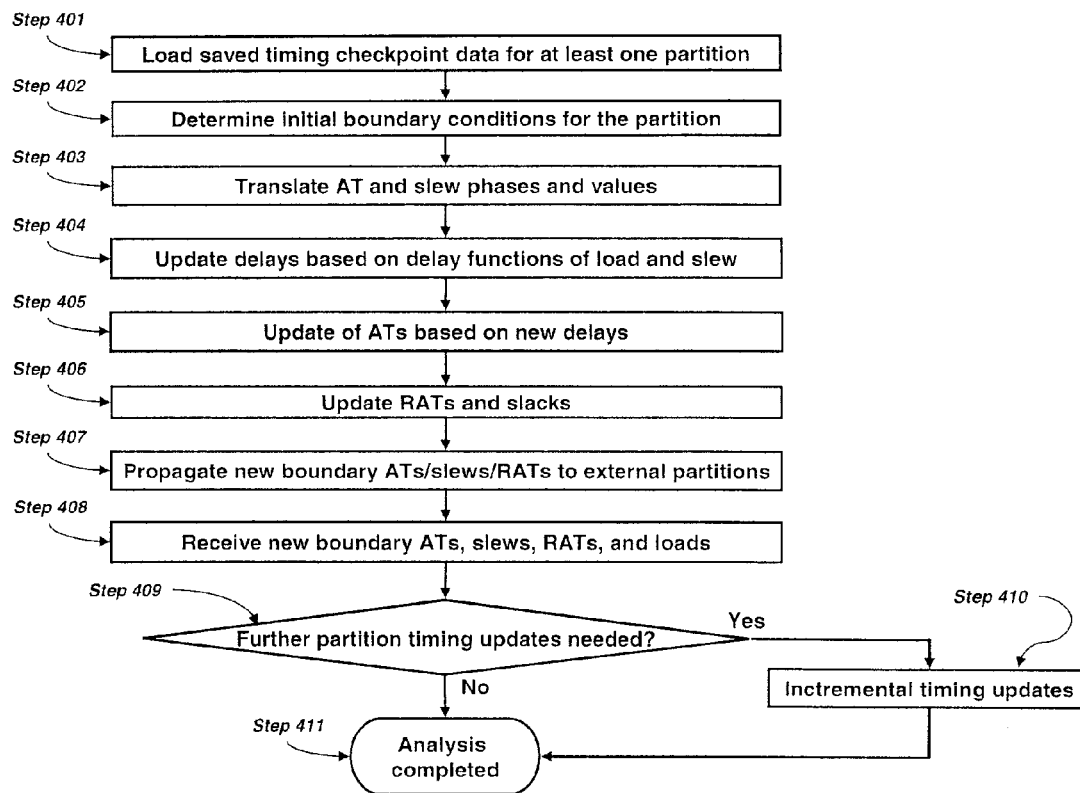 Step 401
Load saved timing checkpoint data for at least one partition
Step 402
Determine initial boundary conditions for the partition
Step 403
Translate AT and slew phases and values
Step 404
Update delays based on delay functions of load and slew
Step 405
Update of ATs based on new delays
Step 406
Update RATs and slacks
Step 407
Propagate new boundary ATs/slews/RATs to external partitions
Step 408
Receive new boundary ATs, slews, RATs, and loads
Step 409
Further partition timing updates needed?
Yes
Step 410
Inctremental timing updates
No
Step 411
Analysis
completed